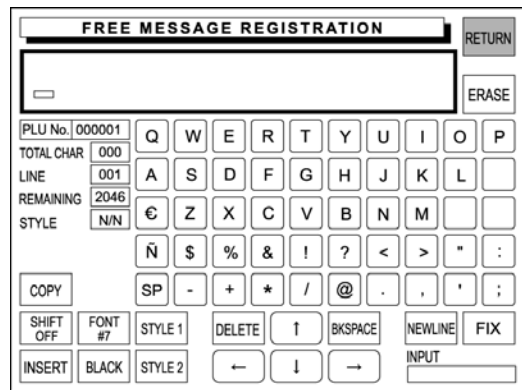 FREE MESSAGE REGISTRATION
RETURN
ERASE
PLU No. 000001
TOTAL CHAR 000
LINE 001
REMAINING 2046
STYLE N/N
Q W E R T Y U I O P
A S D F G H J K L
€ Z X C V B N M
Ñ $ % & ! ? < > " :
COPY SP - + * / @ . , ' ;
SHIFT OFF FONT #7 STYLE 1 DELETE ↑ BKSPACE NEWLINE FIX
INSERT BLACK STYLE 2 ← ↓ → INPUT